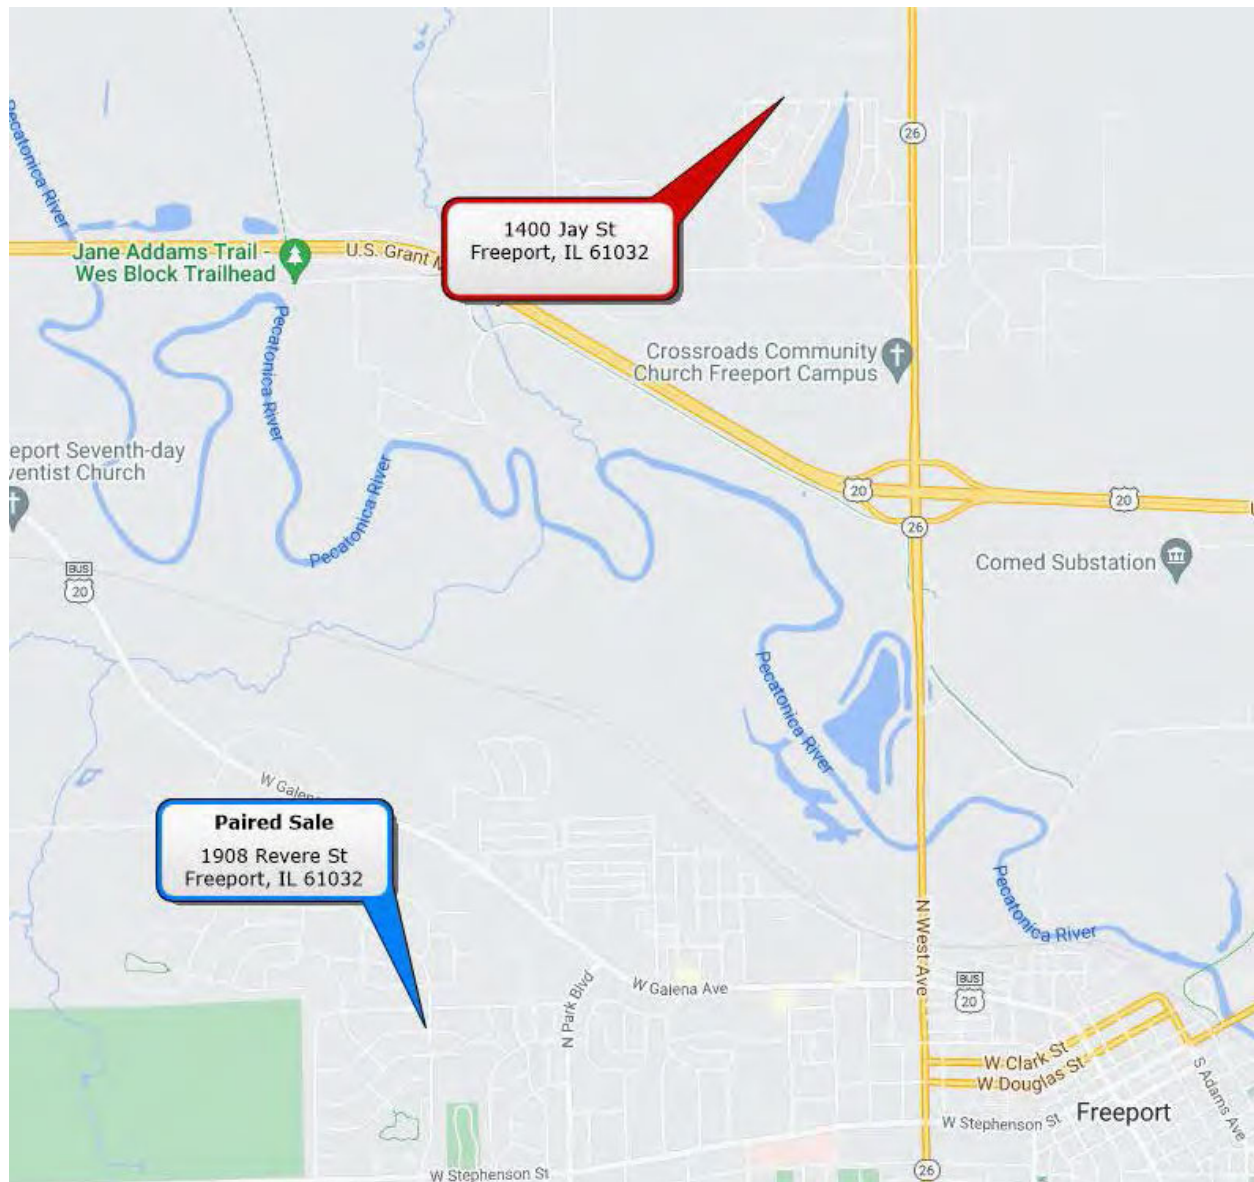 Pecatonica River
26
1400 Jay St
Freeport, IL 61032
Jane Addams Trail -
Wes Block Trailhead
U.S. Grant
Pecatonica River
Crossroads Community
Church Freeport Campus
eport Seventh-day
ventist Church
Pecatonica River
20
20
26
Comed Substation
BUS
20
Pecatonica River
W Galen
Paired Sale
1908 Revere St
Freeport, IL 61032
N West Ave
Pecatonica River
W Galena Ave
BUS
20
N Park Blvd
W Clark St
W Douglas St
S Adams Ave
Freeport
W Stephenson St
W Stephenson St
26